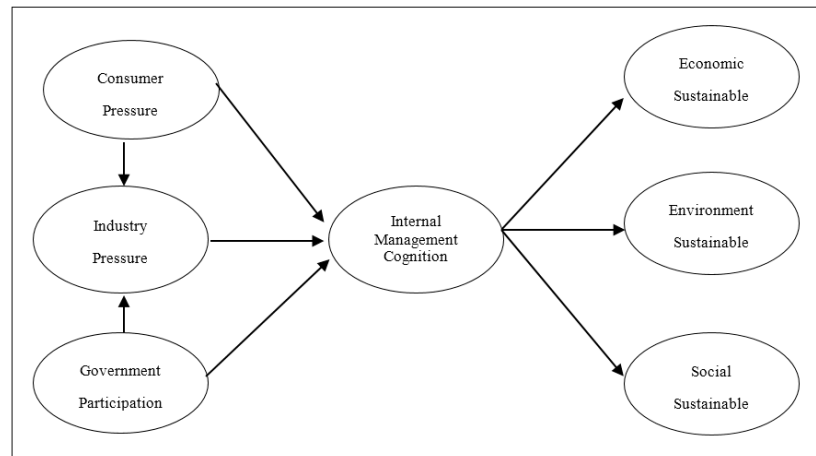 Consumer
Pressure
Industry
Pressure
Government
Participation
Internal
Management
Cognition
Economic
Sustainable
Environment
Sustainable
Social
Sustainable